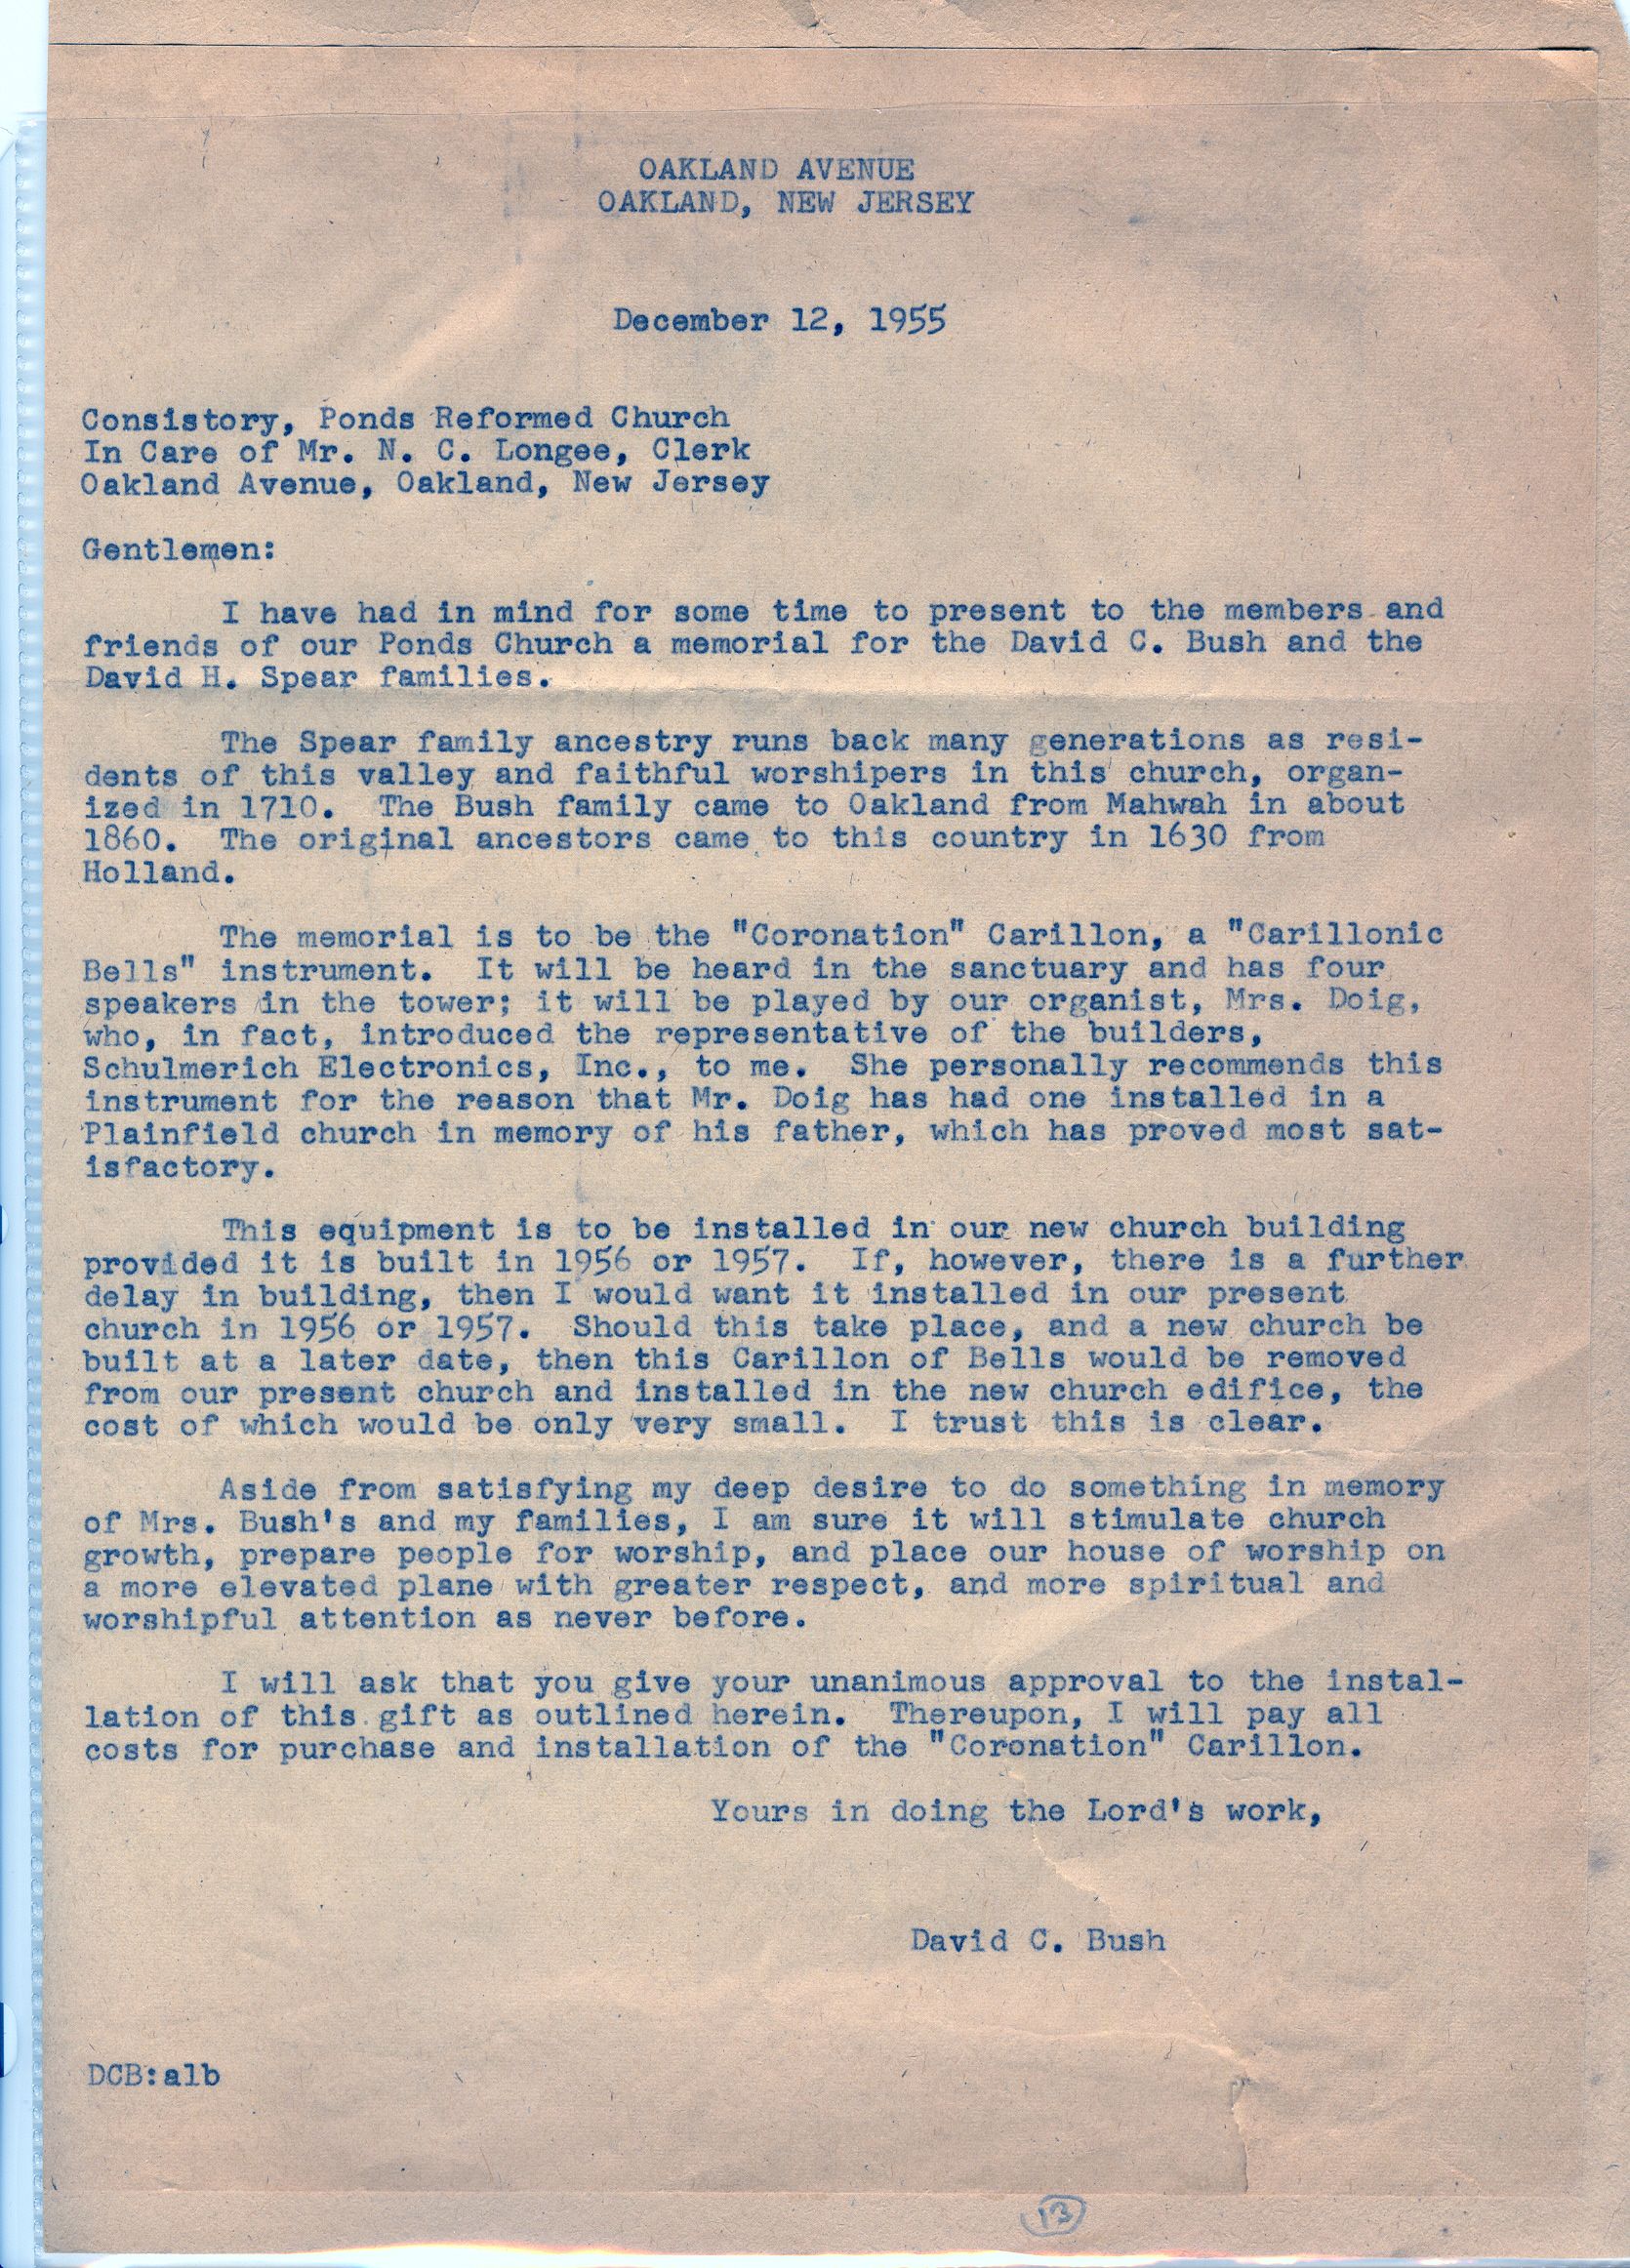 OAKLAND AVENUE
OAKLAND, NEW JERSEY
December 12, 1955
Consistory, Ponds Reformed Church
In Care of Mr. N. C. Longee, Clerk
Oakland Avenue, Oakland, New Jersey
Gentlemen:
I have had in mind for some time to present to the members and
friends of our Ponds Church a memorial for the David C. Bush and the
David H. Spear families.
The Spear family ancestry runs back many generations as resi-
dents of this valley and faithful worshipers in this church, organ-
ized in 1710. The Bush family came to Oakland from Mahwah in about
1860. The original ancestors came to this country in 1630 from
Holland.
The memorial is to be the "Coronation" Carillon, a "Carillonic
Bells" instrument. It will be heard in the sanctuary and has four
speakers in the tower; it will be played by our organist, Mrs. Doig,
who, in fact, introduced the representative of the builders,
Schulmerich Electronics, Inc., to me. She personally recommends this
instrument for the reason that Mr. Doig has had one installed in a
Plainfield church in memory of his father, which has proved most sat-
isfactory.
This equipment is to be installed in our new church building
provided it is built in 1956 or 1957. If, however, there is a further
delay in building, then I would want it installed in our present
church in 1956 or 1957. Should this take place, and a new church be
built at a later date, then this Carillon of Bells would be removed
from our present church and installed in the new church edifice, the
cost of which would be only very small. I trust this is clear.
Aside from satisfying my deep desire to do something in memory
of Mrs. Bush's and my families, I am sure it will stimulate church
growth, prepare people for worship, and place our house of worship on
a more elevated plane with greater respect, and more spiritual and
worshipful attention as never before.
I will ask that you give your unanimous approval to the instal-
lation of this gift as outlined herein. Thereupon, I will pay all
costs for purchase and installation of the "Coronation" Carillon.
Yours in doing the Lord's work,
David C. Bush
DCB:alb
13